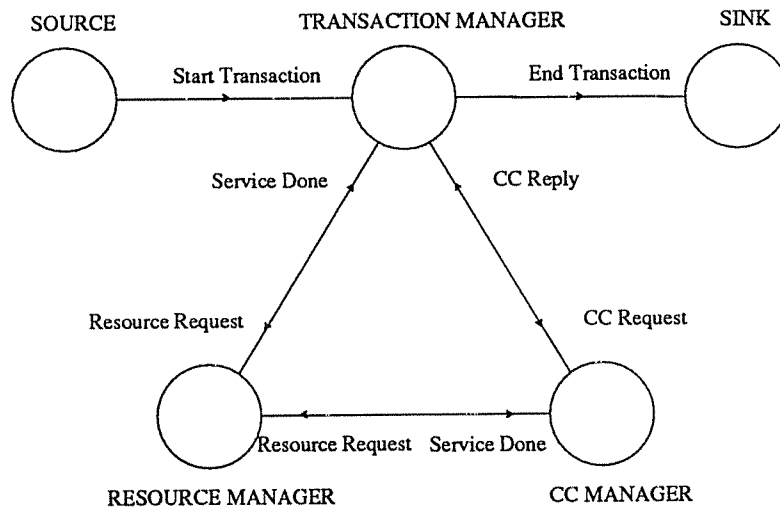 SOURCE
TRANSACTION MANAGER
SINK
Start Transaction
End Transaction
Service Done
CC Reply
Resource Request
CC Request
Resource Request
Service Done
RESOURCE MANAGER
CC MANAGER